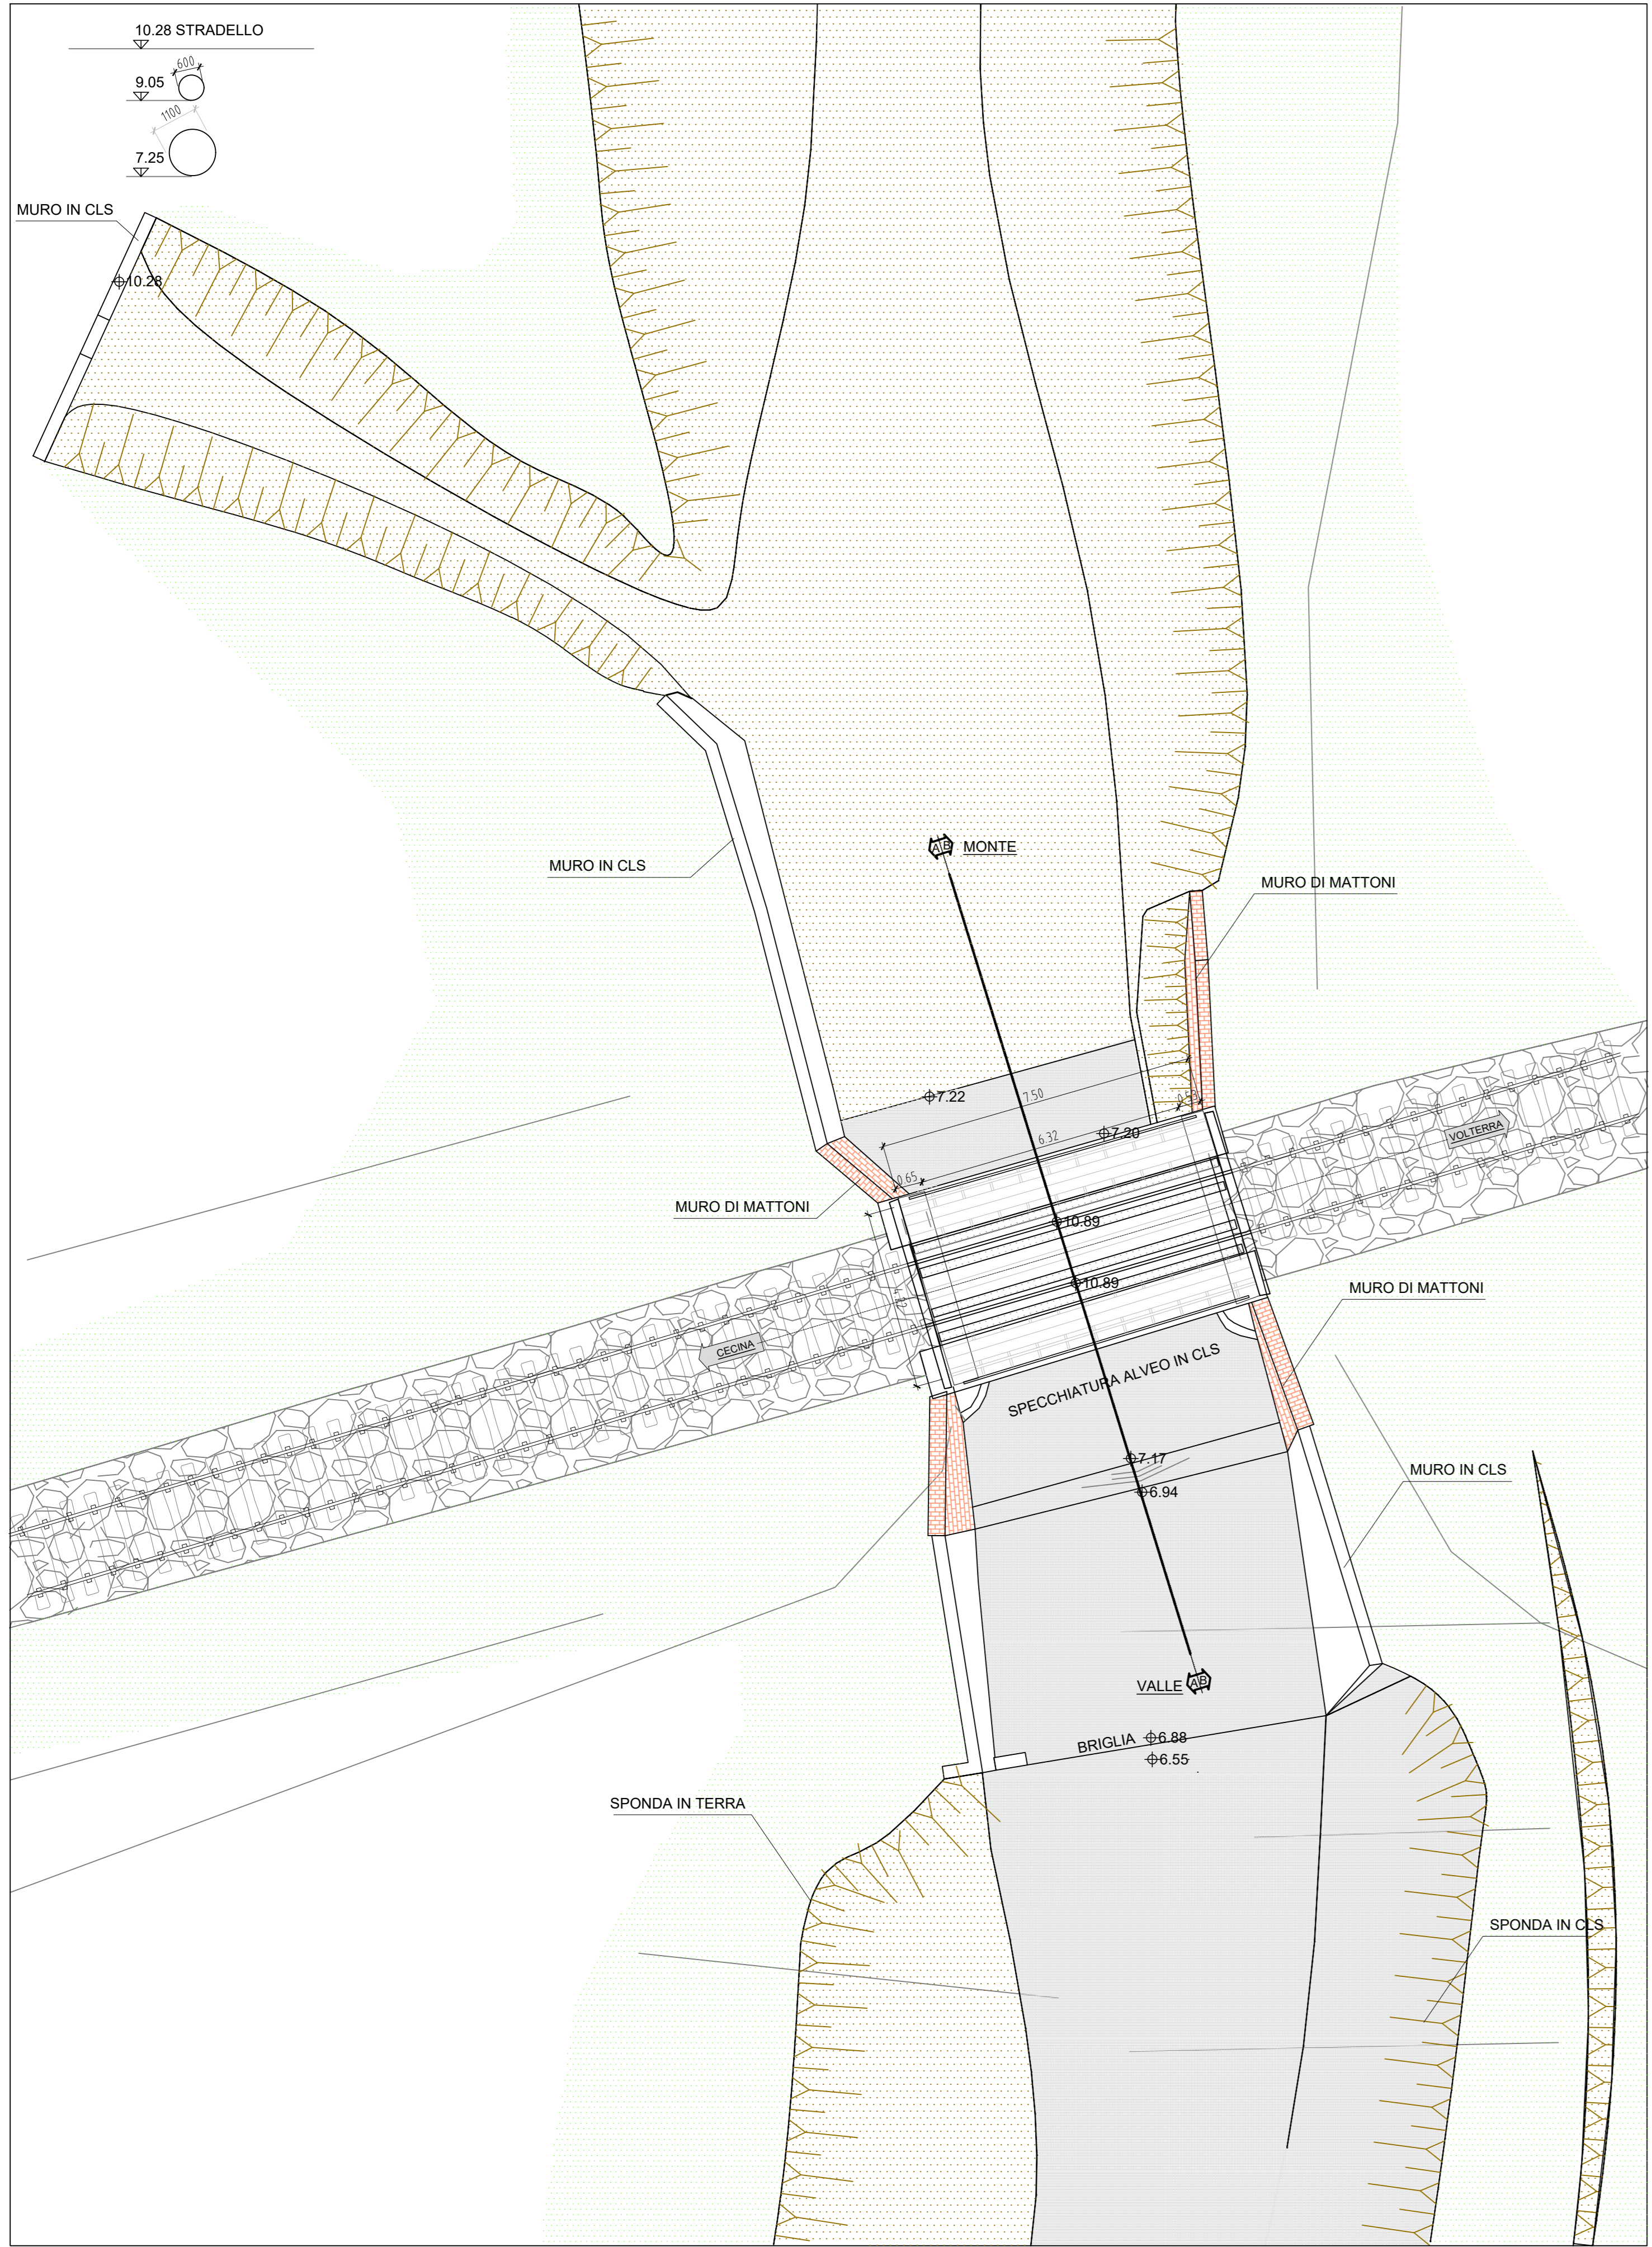 10.28 STRADELLO
600
9.05
1100
7.25
MURO IN CLS
10.28
MURO IN CLS
A B MONTE
MURO DI MATTONI
7.22
7.50
6.32
7.20
VOLTERRA
0.65
MURO DI MATTONI
10.89
10.89
MURO DI MATTONI
CECINA
SPECCHIATURA ALVEO IN CLS
7.17
MURO IN CLS
6.94
VALLE A B
BRIGLIA 6.88
6.55
SPONDA IN TERRA
SPONDA IN CLS